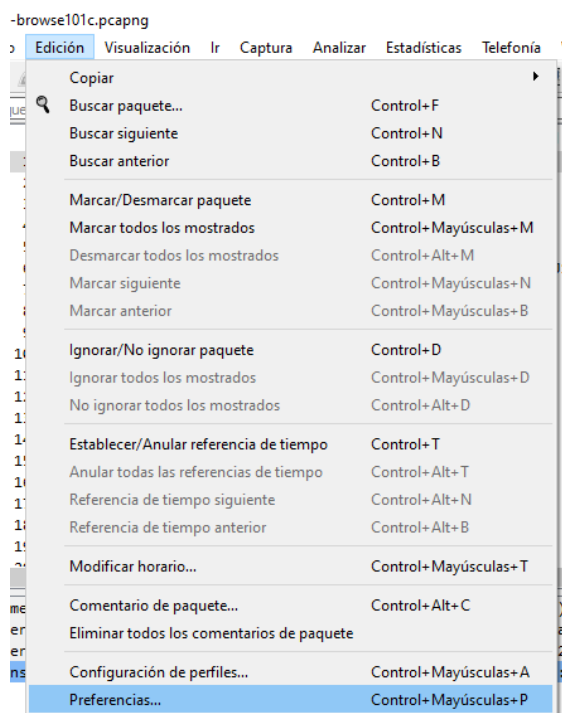 -browse101c.pcapng
Edición Visualización Ir Captura Analizar Estadísticas Telefonía
Copiar
Buscar paquete... Control+F
Buscar siguiente Control+N
Buscar anterior Control+B
Marcar/Desmarcar paquete Control+M
Marcar todos los mostrados Control+Mayúsculas+M
Desmarcar todos los mostrados Control+Alt+M
Marcar siguiente Control+Mayúsculas+N
Marcar anterior Control+Mayúsculas+B
Ignorar/No ignorar paquete Control+D
Ignorar todos los mostrados Control+Mayúsculas+D
No ignorar todos los mostrados Control+Alt+D
Establecer/Anular referencia de tiempo Control+T
Anular todas las referencias de tiempo Control+Alt+T
Referencia de tiempo siguiente Control+Alt+N
Referencia de tiempo anterior Control+Alt+B
Modificar horario... Control+Mayúsculas+T
Comentario de paquete... Control+Alt+C
Eliminar todos los comentarios de paquete
Configuración de perfiles... Control+Mayúsculas+A
Preferencias... Control+Mayúsculas+P